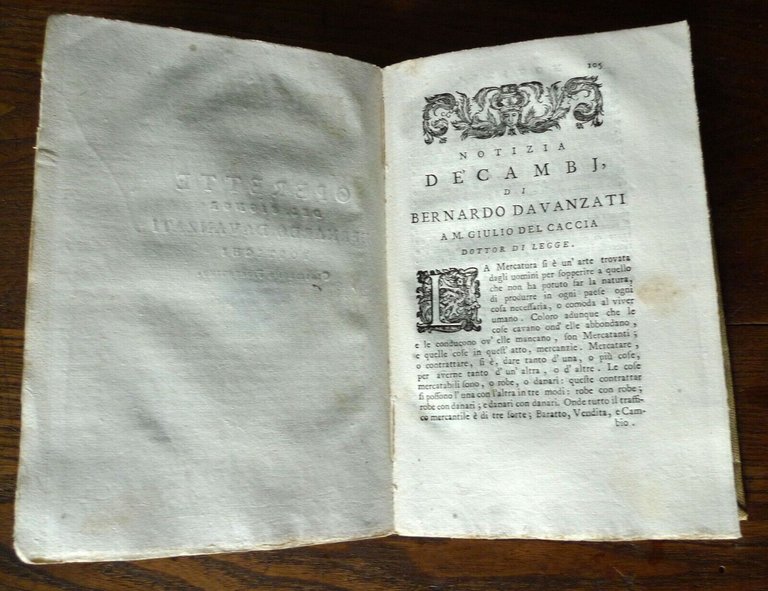 105
NOTIZIA
DE'CAMBJ,
DI
BERNARDO DAVANZATI
A M. GIULIO DEL CACCIA
DOTTOR DI LEGGE.
LA Mercatura si è un' arte trovata
dagli uomini per sopperire a quello
che non ha potuto far la natura,
di produrre in ogni paese ogni
cosa necessaria, o comoda al viver
umano. Coloro adunque che le
cose cavano ond' elle abbondano,
e le conducono ov' elle mancano, son Mercatanti;
e quelle cose in quest' atto, mercanzie. Mercatare,
o contrattare, si è, dare tanto d'una, o più cose,
per averne tanto d' un' altra, o d' altre. Le cose
mercatabili sono, o robe, o danari: queste contrattar
si possono l' una con l'altra in tre modi: robe con robe;
robe con danari; e danari con danari. Onde tutto il traffi-
co mercantile è di tre sorte; Baratto, Vendita, e Cam-
bio.